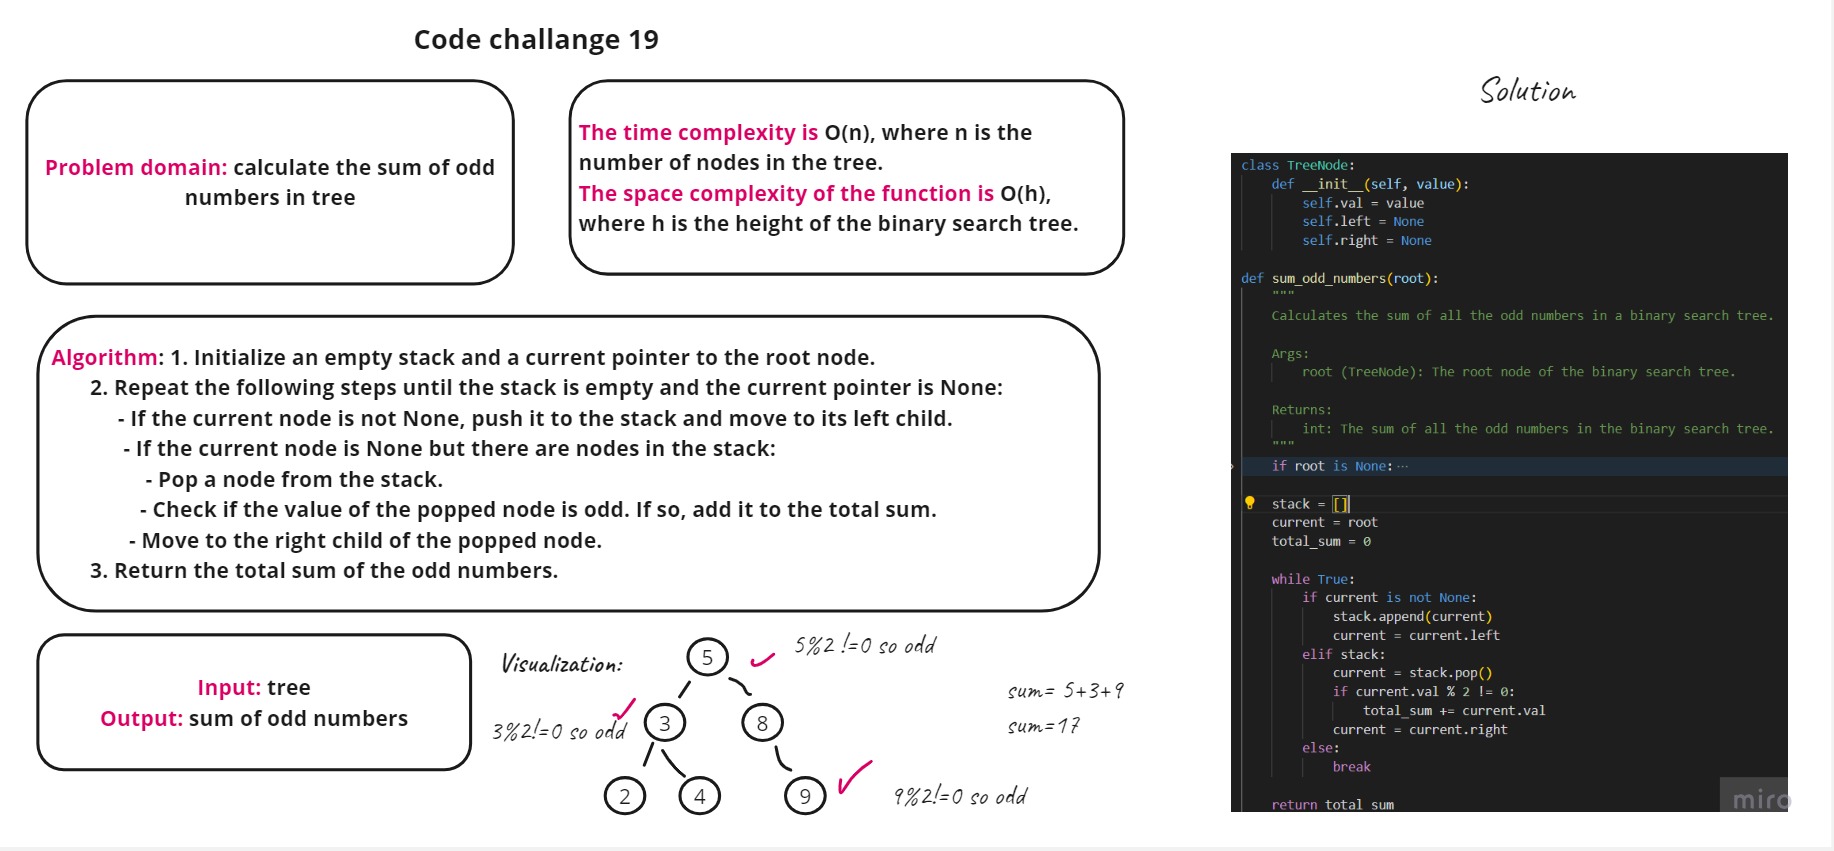 Code challange 19
Problem domain: calculate the sum of odd
numbers in tree
The time complexity is O(n), where n is the
number of nodes in the tree.
The space complexity of the function is O(h),
where h is the height of the binary search tree.
Algorithm: 1. Initialize an empty stack and a current pointer to the root node.
2. Repeat the following steps until the stack is empty and the current pointer is None:
- If the current node is not None, push it to the stack and move to its left child.
- If the current node is None but there are nodes in the stack:
- Pop a node from the stack.
- Check if the value of the popped node is odd. If so, add it to the total sum.
- Move to the right child of the popped node.
3. Return the total sum of the odd numbers.
Input: tree
Output: sum of odd numbers
Visualization:
5
5%2 !=0 so odd
3%2!=0 so odd
3
8
2
4
9
9%2!=0 so odd
sum= 5+3+9
sum=17
Solution
class TreeNode:
    def __init__(self, value):
        self.val = value
        self.left = None
        self.right = None
def sum_odd_numbers(root):
    """
    Calculates the sum of all the odd numbers in a binary search tree.
    Args:
        root (TreeNode): The root node of the binary search tree.
    Returns:
        int: The sum of all the odd numbers in the binary search tree.
    """
    if root is None: ···
    stack = []
    current = root
    total_sum = 0
    while True:
        if current is not None:
            stack.append(current)
            current = current.left
        elif stack:
            current = stack.pop()
            if current.val % 2 != 0:
                total_sum += current.val
            current = current.right
        else:
            break
    return total_sum
miro